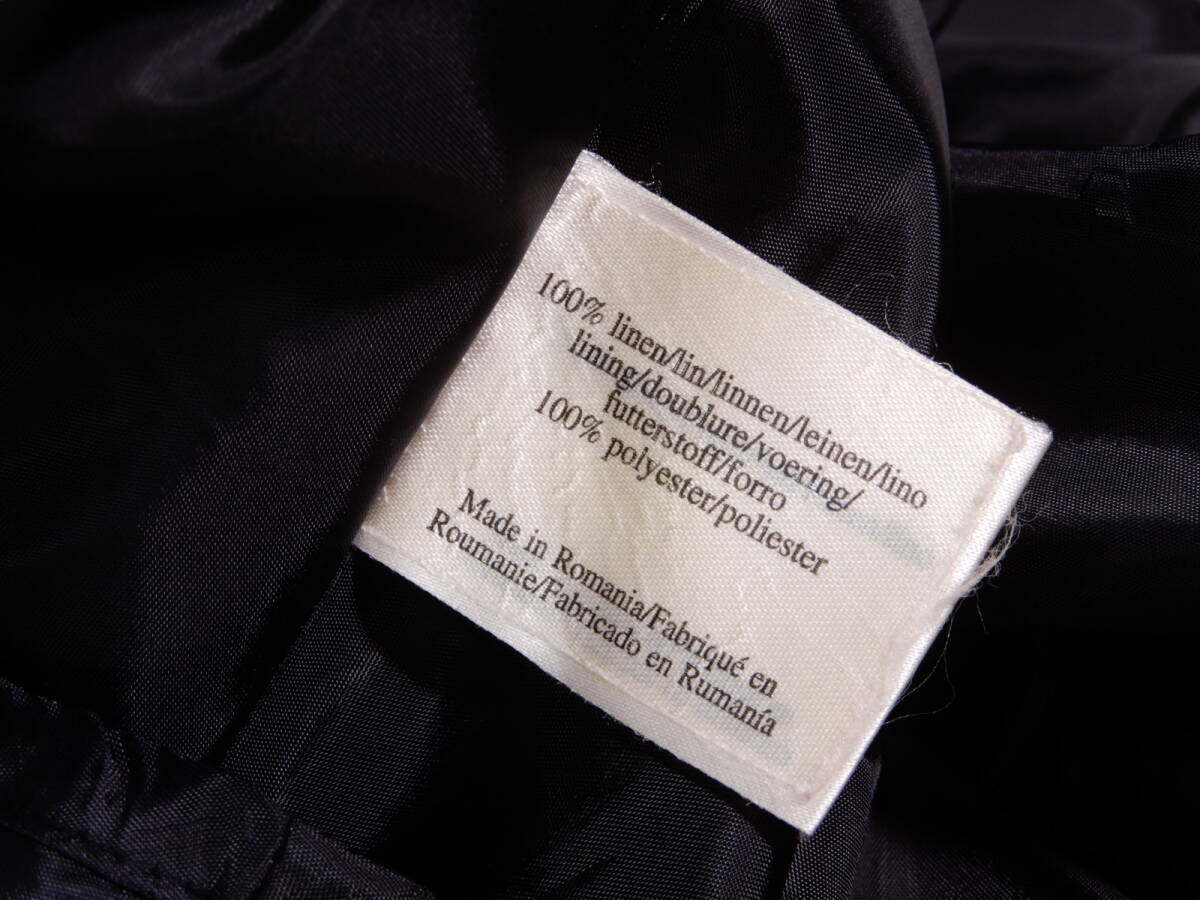 100% linen/lin/linnen/leinen/lino
lining/doublure/voering/
futterstoff/forro
100% polyester/poliester
Made in Romania/Fabriqué en
Roumanie/Fabricado en Rumanía